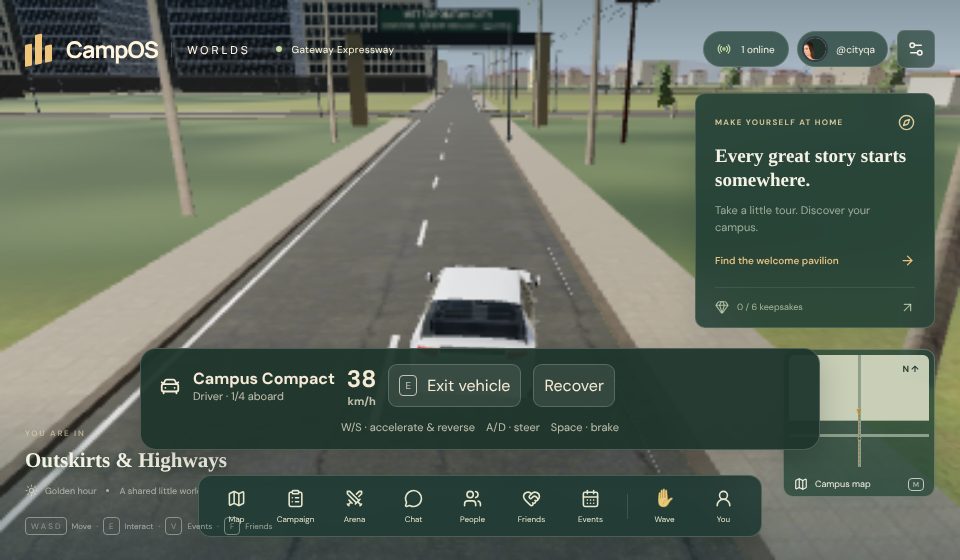 CampOS
WORLDS
Gateway Expressway
1 online
@cityqa
MAKE YOURSELF AT HOME
Every great story starts
somewhere.
Take a little tour. Discover your
campus.
Find the welcome pavilion
0 / 6 keepsakes
Campus Compact
Driver · 1/4 aboard
38
km/h
E Exit vehicle
Recover
W/S · accelerate & reverse A/D · steer Space · brake
N
Campus map
M
YOU ARE IN
Outskirts & Highways
Golden hour • A shared little
WASD Move · E Interact · V Events · F Friends
Map
Campaign
Arena
Chat
People
Friends
Events
Wave
You